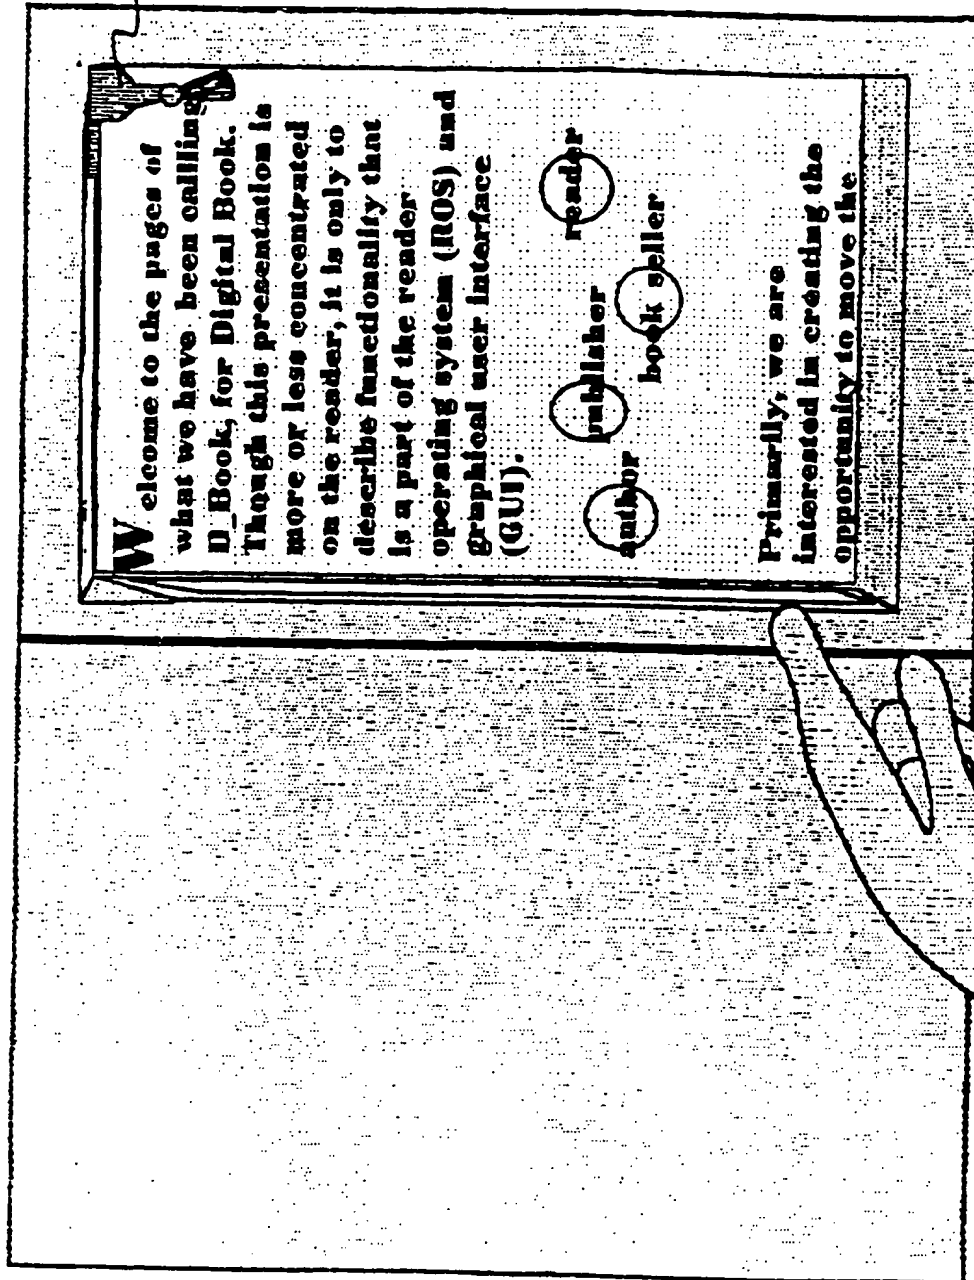 Welcome to the pages of
what we have been callling
D_Book, for Digital Book.
Though this presentation is
more or less concentrated
on the reader, it is only to
describe functionality that
is a part of the reader
operating system (ROS) and
graphical user interface
(GUI).
author
publisher
book seller
reader
Primarily, we are
interested in creating the
opportunity to move the